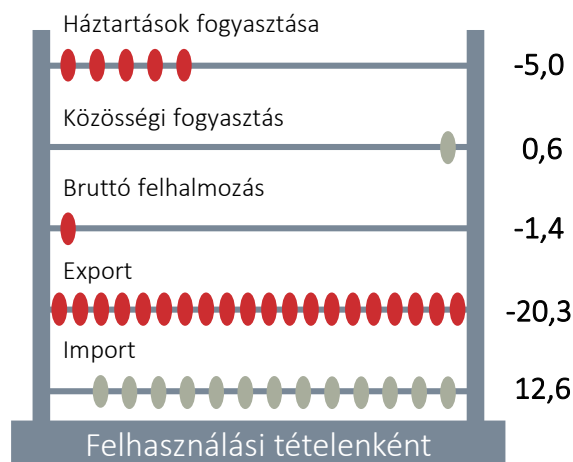 Háztartások fogyasztása
-5,0
Közösségi fogyasztás
0,6
Bruttó felhalmozás
-1,4
Export
-20,3
Import
12,6
Felhasználási tételenként